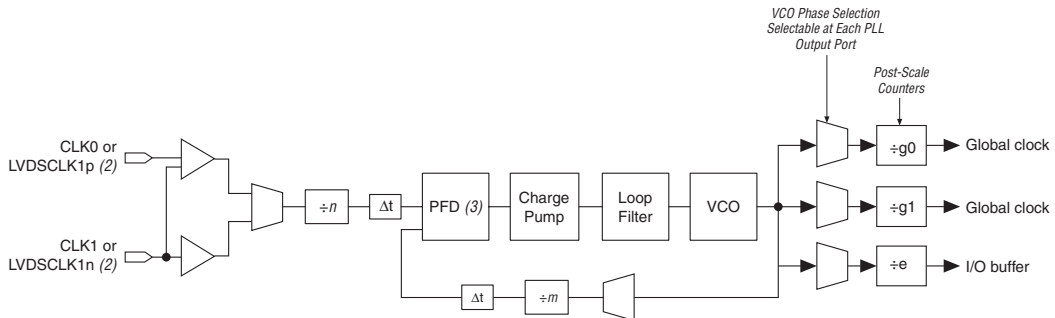 VCO Phase Selection
Selectable at Each PLL
Output Port
Post-Scale
Counters
CLK0 or
LVDSCLK1p (2)
÷g0
Global clock
÷n
Δt
PFD (3)
Charge
Pump
Loop
Filter
VCO
÷g1
Global clock
CLK1 or
LVDSCLK1n (2)
÷e
I/O buffer
Δt
÷m